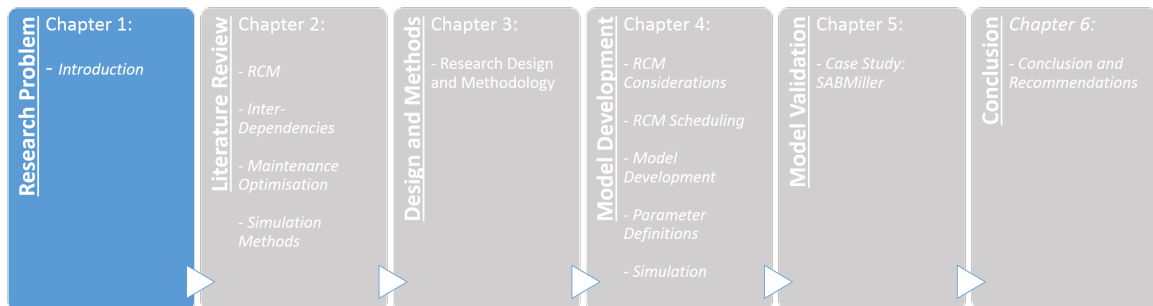 Research Problem
Chapter 1:
- Introduction
Literature Review
Chapter 2:
- RCM
- Inter-
Dependencies
- Maintenance
Optimisation
- Simulation
Methods
Design and Methods
Chapter 3:
- Research Design
and Methodology
Model Development
Chapter 4:
- RCM
Considerations
- RCM Scheduling
- Model
Development
- Parameter
Definitions
- Simulation
Model Validation
Chapter 5:
- Case Study:
SABMiller
Conclusion
Chapter 6:
- Conclusion and
Recommendations